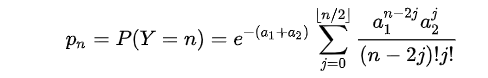 $p_n = P(Y = n) = e^{-(a_1+a_2)} \sum_{j=0}^{\lfloor n/2 \rfloor} \frac{a_1^{n-2j} a_2^j}{(n-2j)!j!}$